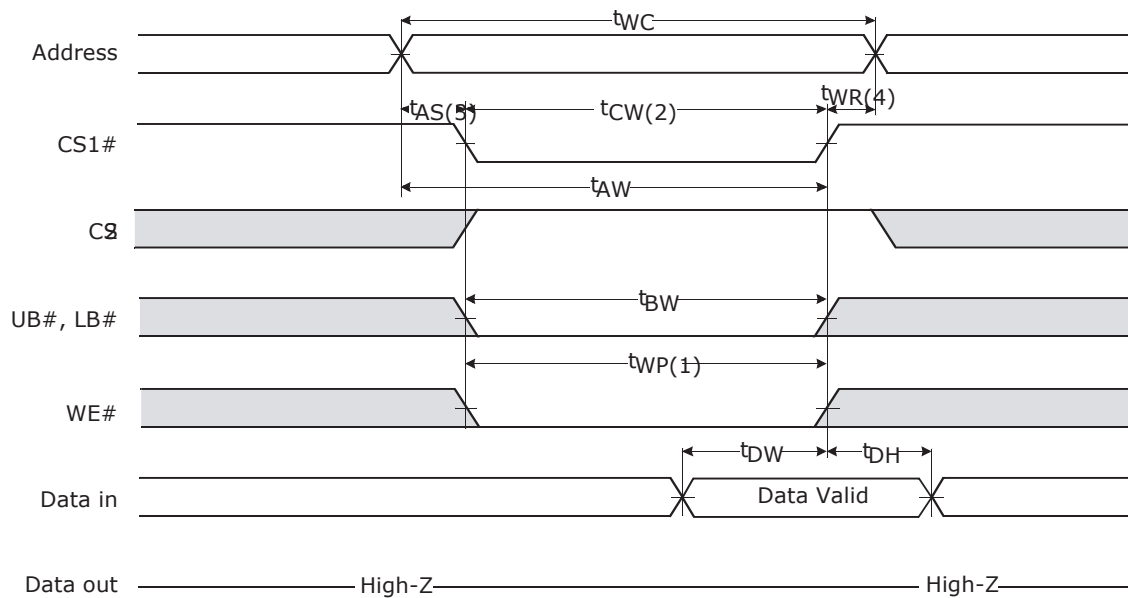 tWC
Address
tAS(3)
tCW(2)
tWR(4)
CS1#
tAW
CS2
tBW
UB#, LB#
tWP(1)
WE#
tDW
tDH
Data in
Data Valid
Data out
High-Z
High-Z